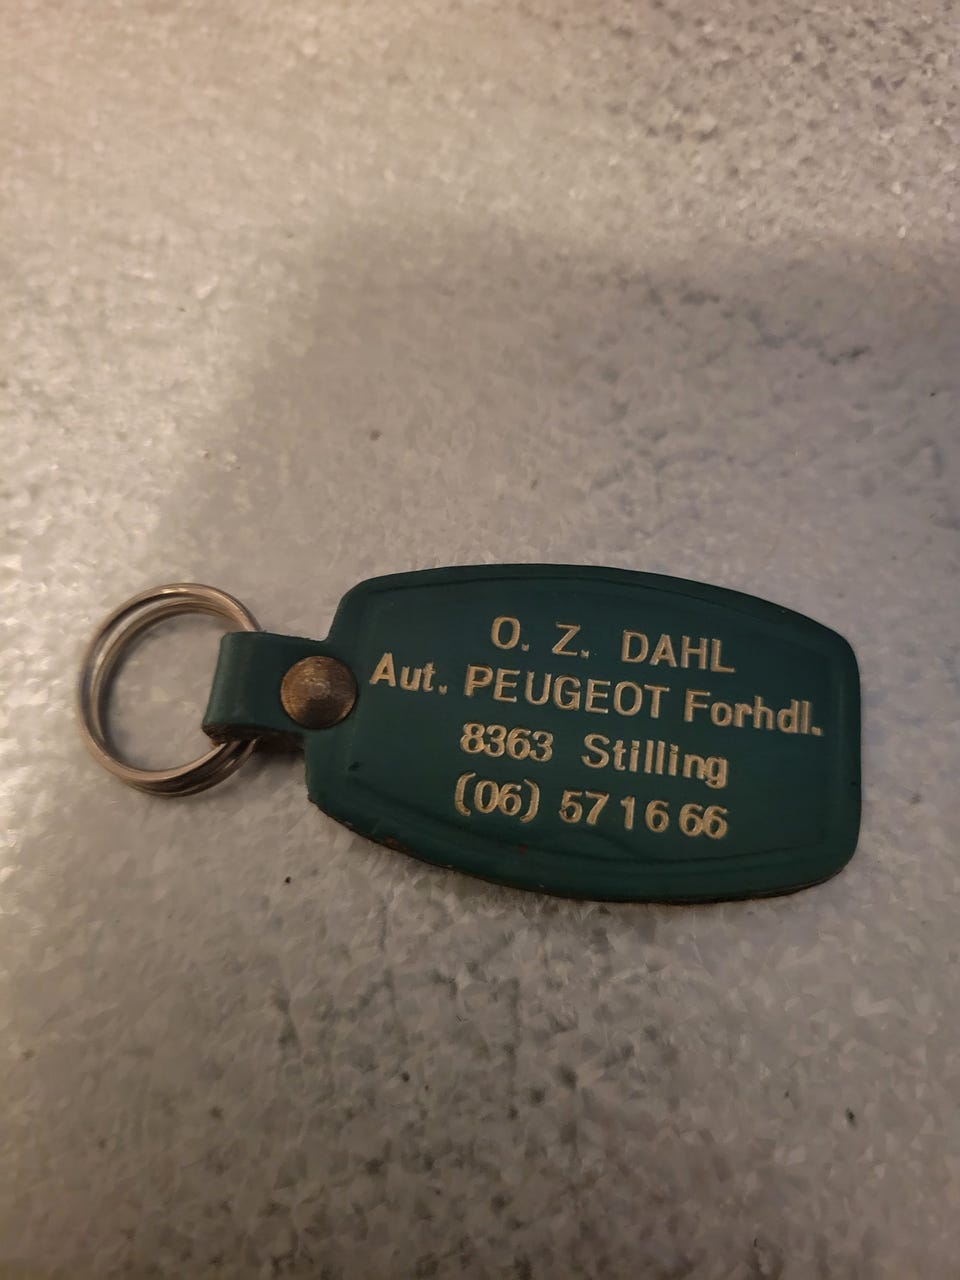 O. Z. DAHL
Aut. PEUGEOT Forhdl.
8363 Stilling
(06) 57 16 66